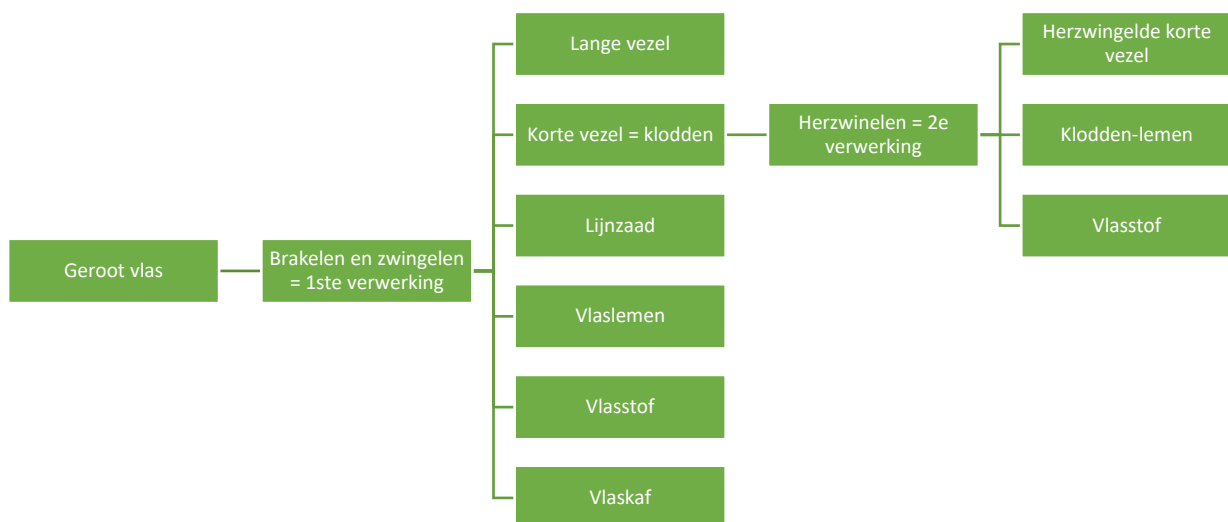 Geroot vlas
Brakelen en zwingelen
= 1ste verwerking
Lange vezel
Korte vezel = klodden
Lijnzaad
Vlaslemen
Vlasstof
Vlaskaf
Herzwinelen = 2e
verwerking
Herzwingelde korte
vezel
Klodden-lemen
Vlasstof